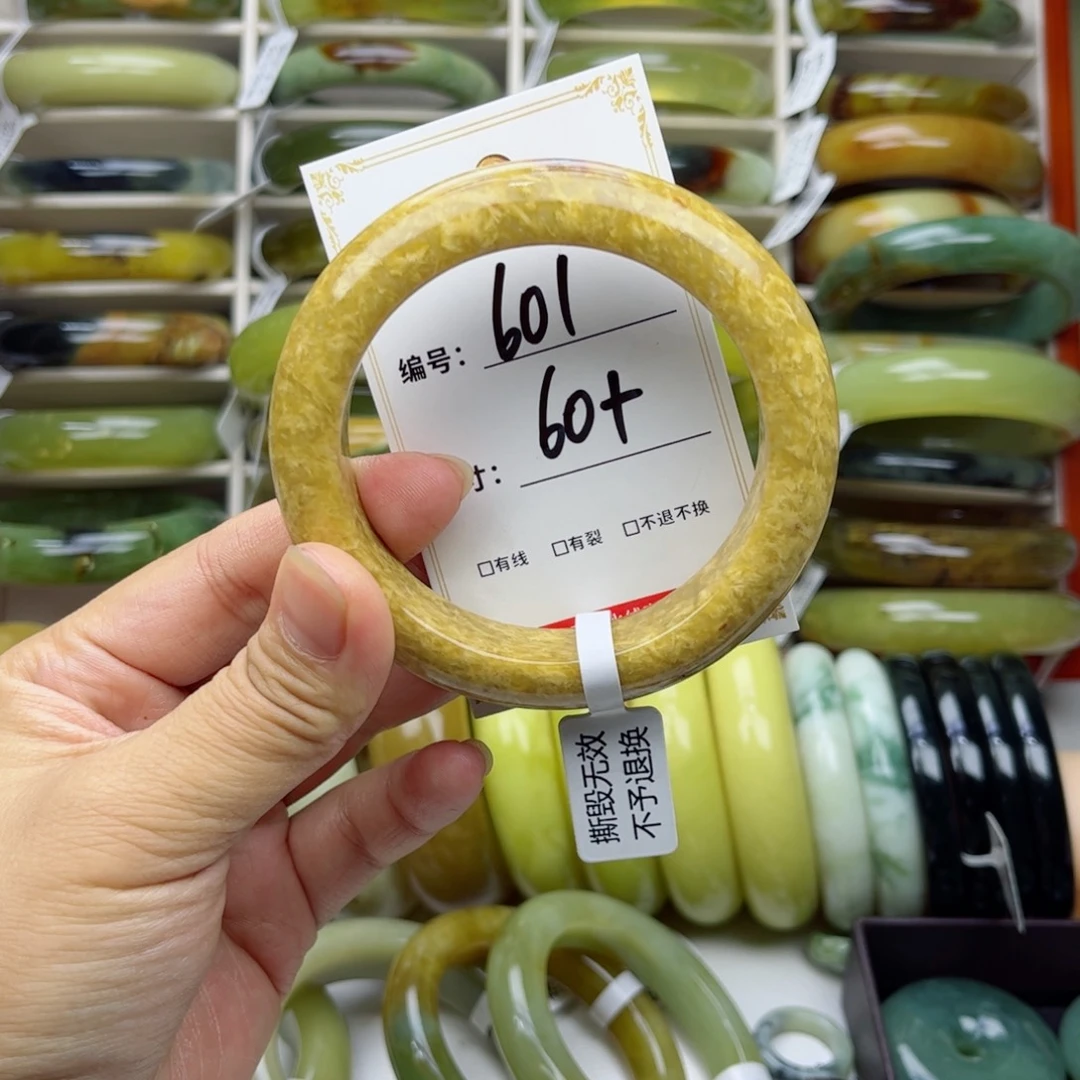 编号: 601
寸: 60+
□有线 □有裂 □不退不换
撕毁无效
不予退换